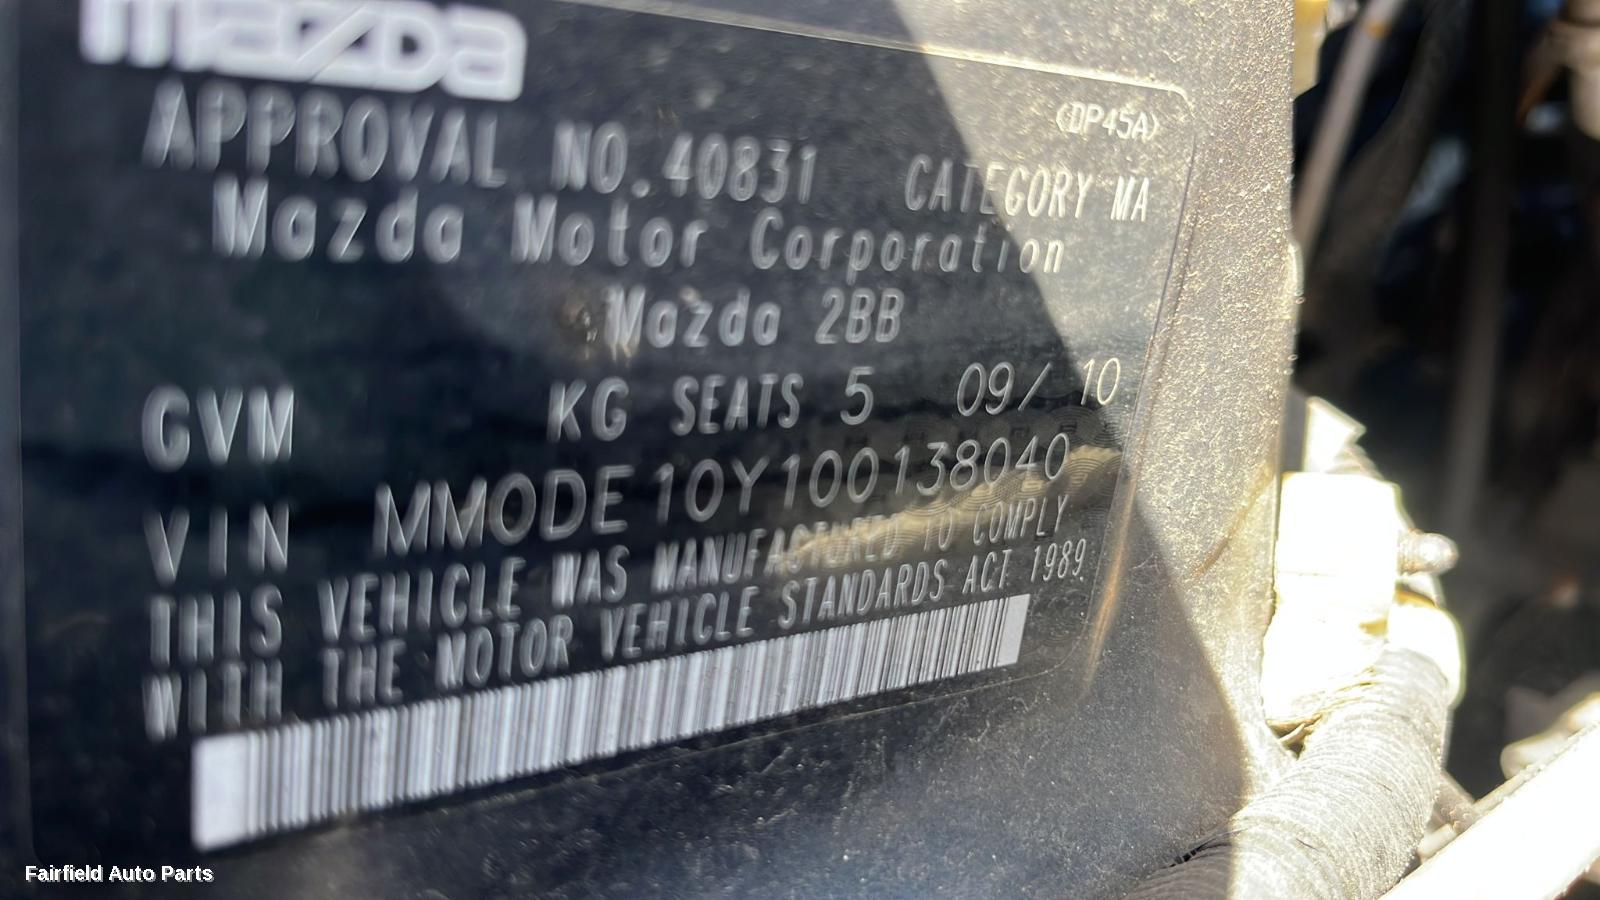 mazda
(DP45A)
APPROVAL NO.40831 CATEGORY MA
Mazda Motor Corporation
Mazda 2BB
GVM KG SEATS 5 09/ 10
VIN MM0DE10Y100138040
THIS VEHICLE WAS MANUFACTURED TO COMPLY
WITH THE MOTOR VEHICLE STANDARDS ACT 1989.
Fairfield Auto Parts